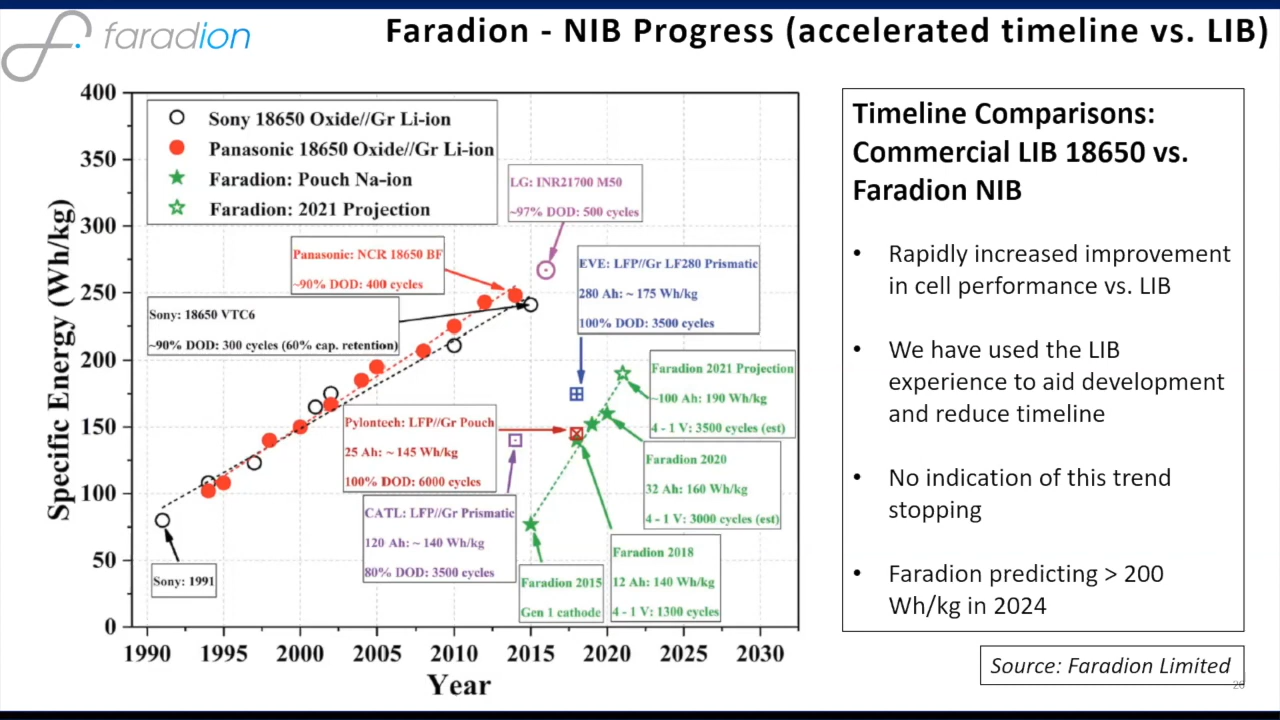 faradion
Faradion - NIB Progress (accelerated timeline vs. LIB)
Specific Energy (Wh/kg)
400
350
300
250
200
150
100
50
0
1990 1995 2000 2005 2010 2015 2020 2025 2030
Year
Sony 18650 Oxide//Gr Li-ion
Panasonic 18650 Oxide//Gr Li-ion
Faradion: Pouch Na-ion
Faradion: 2021 Projection
LG: INR21700 M50
~97% DOD: 500 cycles
Panasonic: NCR 18650 BF
~90% DOD: 400 cycles
EVE: LFP//Gr LF280 Prismatic
280 Ah: ~ 175 Wh/kg
100% DOD: 3500 cycles
Sony: 18650 VTC6
~90% DOD: 300 cycles (60% cap. retention)
Faradion 2021 Projection
~100 Ah: 190 Wh/kg
4 - 1 V: 3500 cycles (est)
Pylontech: LFP//Gr Pouch
25 Ah: ~ 145 Wh/kg
100% DOD: 6000 cycles
Faradion 2020
32 Ah: 160 Wh/kg
4 - 1 V: 3000 cycles (est)
CATL: LFP//Gr Prismatic
120 Ah: ~ 140 Wh/kg
80% DOD: 3500 cycles
Faradion 2018
12 Ah: 140 Wh/kg
4 - 1 V: 1300 cycles
Sony: 1991
Faradion 2015
Gen 1 cathode
Timeline Comparisons:
Commercial LIB 18650 vs.
Faradion NIB
• Rapidly increased improvement
in cell performance vs. LIB
• We have used the LIB
experience to aid development
and reduce timeline
• No indication of this trend
stopping
• Faradion predicting > 200
Wh/kg in 2024
Source: Faradion Limited